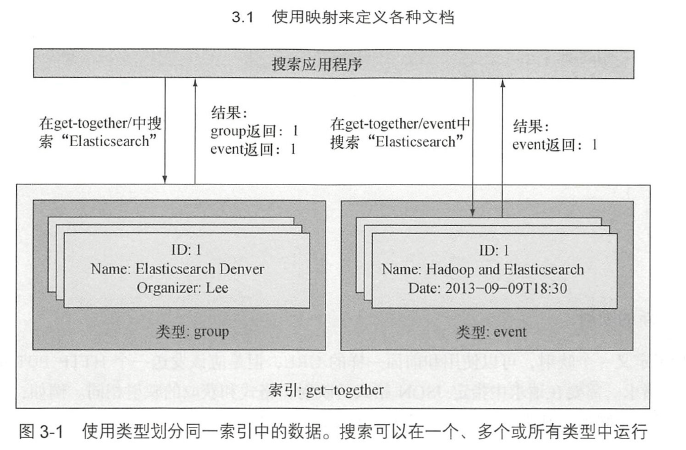 3.1 使用映射来定义各种文档
搜索应用程序
在get-together/中搜
索“Elasticsearch”
结果:
group返回: 1
event返回: 1
在get-together/event中
搜索“Elasticsearch”
结果:
event返回: 1
ID: 1
Name: Elasticsearch Denver
Organizer: Lee
类型: group
ID: 1
Name: Hadoop and Elasticsearch
Date: 2013-09-09T18:30
类型: event
索引: get-together
图 3-1 使用类型划分同一索引中的数据。搜索可以在一个、多个或所有类型中运行